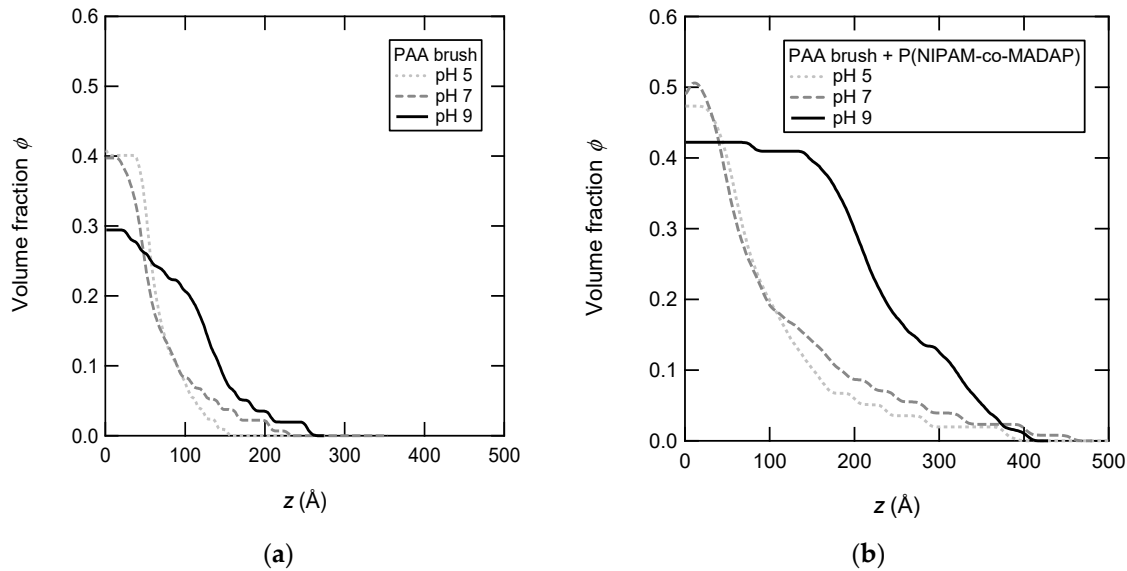 0.6
0.5
0.4
0.3
0.2
0.1
0.0
Volume fraction ϕ
PAA brush
pH 5
pH 7
pH 9
0
100
200
300
400
500
z (Å)
(a)
0.6
0.5
0.4
0.3
0.2
0.1
0.0
Volume fraction ϕ
PAA brush + P(NIPAM-co-MADAP)
pH 5
pH 7
pH 9
0
100
200
300
400
500
z (Å)
(b)